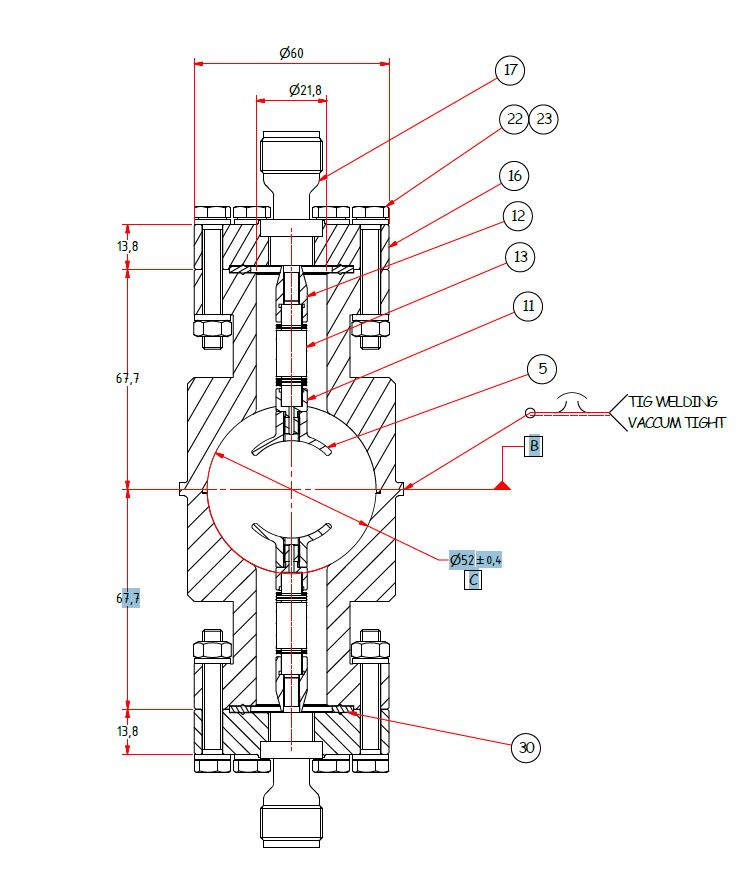 Ø60
17
Ø21,8
22 23
16
12
13,8
13
11
5
67,7
TIG WELDING
VACCUM TIGHT
B
Ø52±0,4
C
67,7
13,8
30